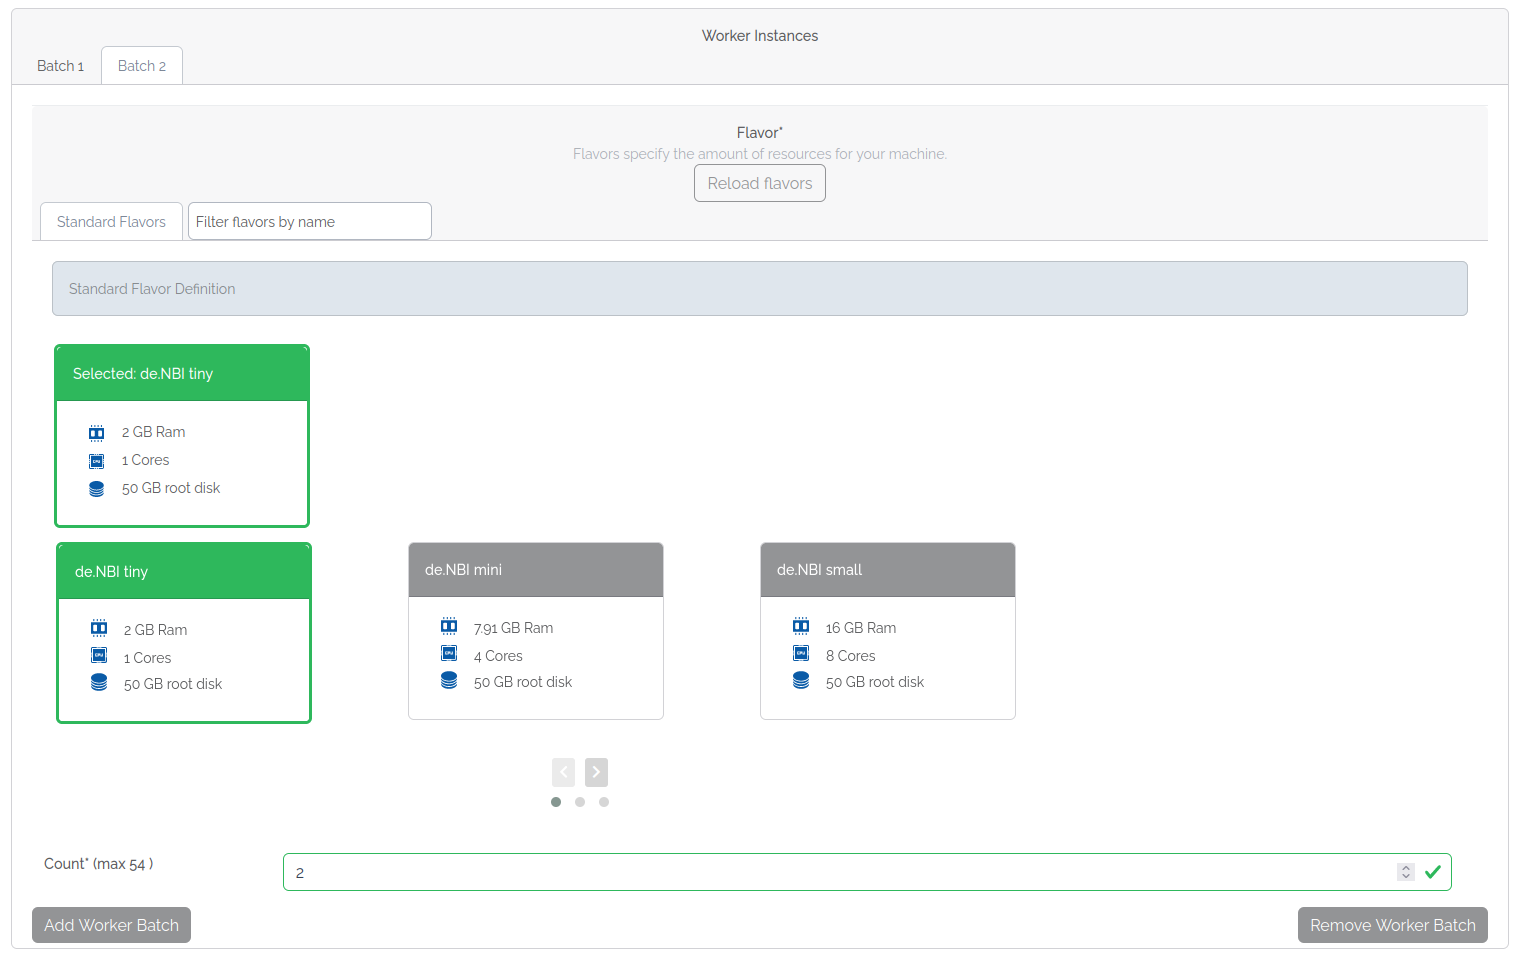 Worker Instances
Batch 1
Batch 2
Flavor*
Flavors specify the amount of resources for your machine.
Reload flavors
Standard Flavors
Filter flavors by name
Standard Flavor Definition
Selected: de.NBI tiny
2 GB Ram
1 Cores
50 GB root disk
de.NBI tiny
2 GB Ram
1 Cores
50 GB root disk
de.NBI mini
7.91 GB Ram
4 Cores
50 GB root disk
de.NBI small
16 GB Ram
8 Cores
50 GB root disk
Count* (max 54 )
2
Add Worker Batch
Remove Worker Batch